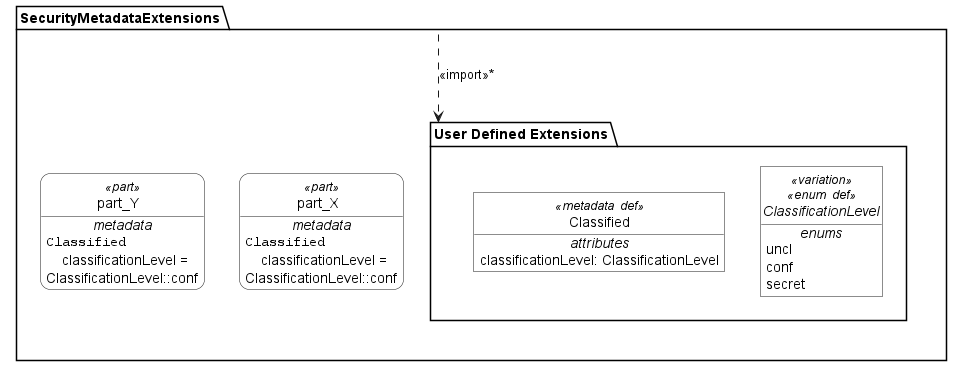 SecurityMetadataExtensions
«import»*
User Defined Extensions
«part»
part_Y
metadata
Classified
classificationLevel =
ClassificationLevel::conf
«part»
part_X
metadata
Classified
classificationLevel =
ClassificationLevel::conf
«metadata def»
Classified
attributes
classificationLevel: ClassificationLevel
«variation»
«enum def»
ClassificationLevel
enums
uncl
conf
secret